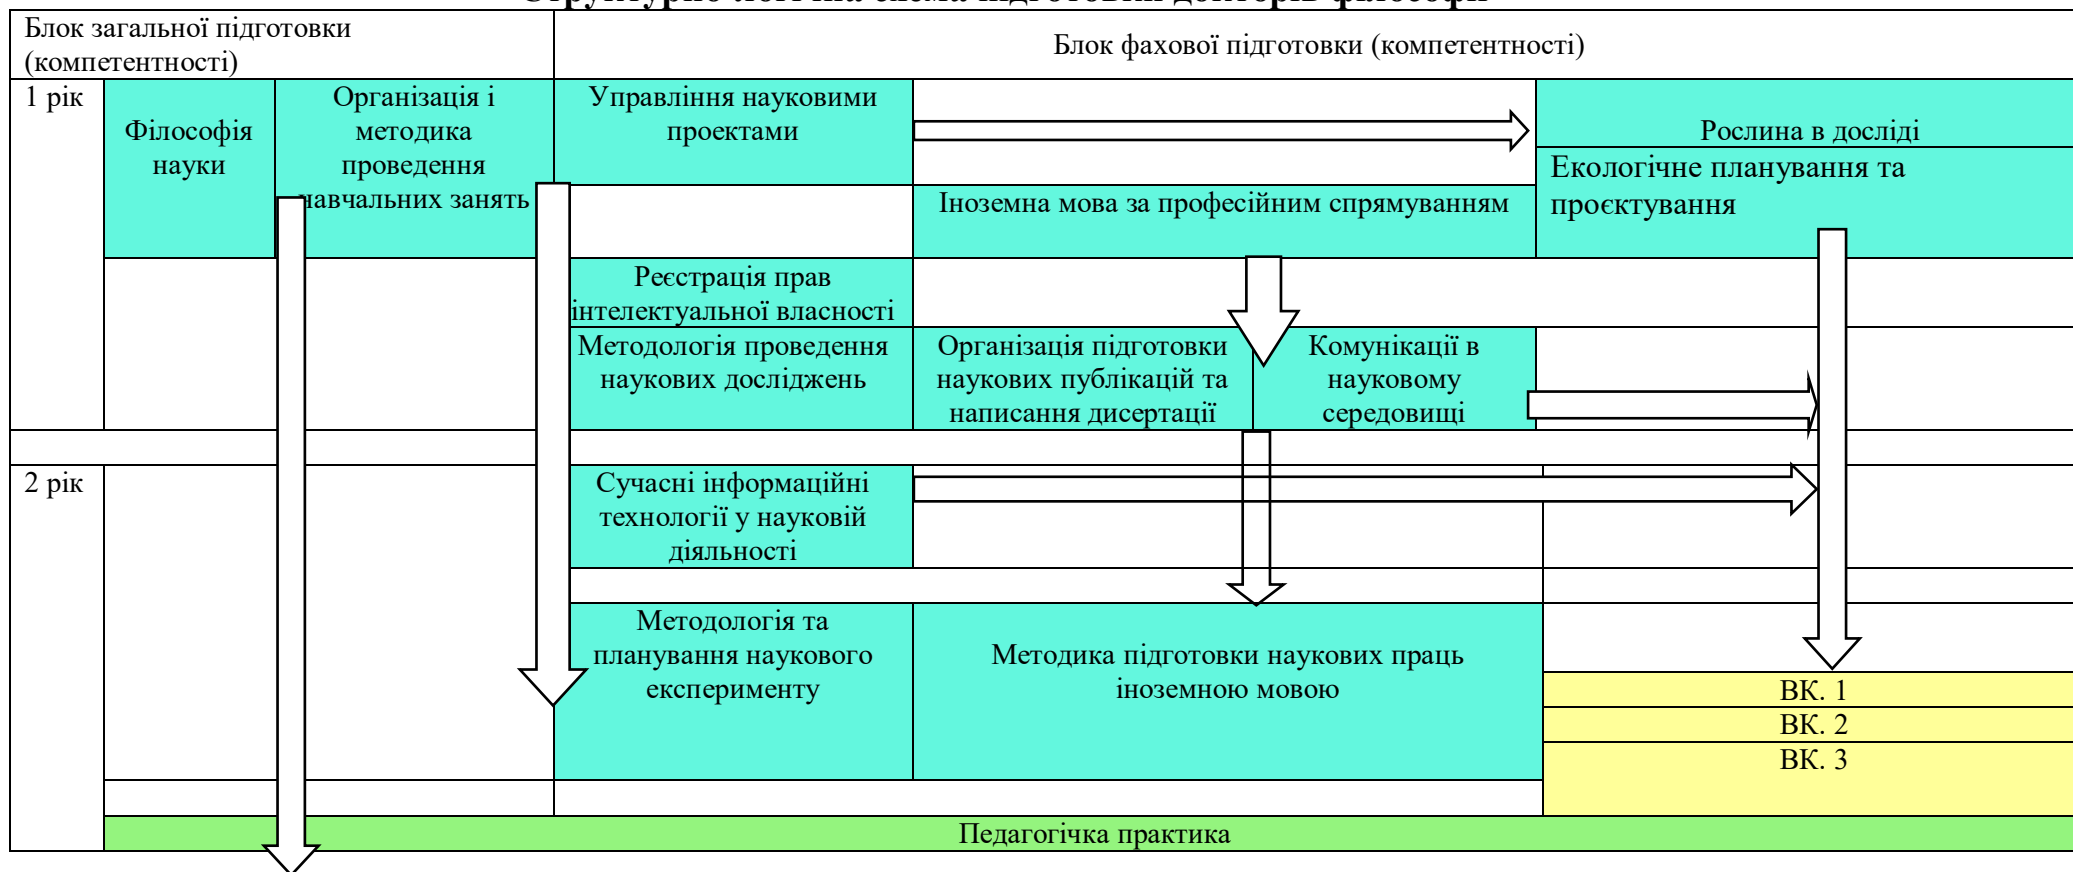 Блок загальної підготовки
(компетентності)
Блок фахової підготовки (компетентності)
1 рік
Філософія
науки
Організація і
методика
проведення
навчальних занять
Управління науковими
проектами
Рослина в досліді
Екологічне планування та
проєктування
Іноземна мова за професійним спрямуванням
Реєстрація прав
інтелектуальної власності
Методологія проведення
наукових досліджень
Організація підготовки
наукових публікацій та
написання дисертації
Комунікації в
науковому
середовищі
2 рік
Сучасні інформаційні
технології у науковій
діяльності
Методологія та
планування наукового
експерименту
Методика підготовки наукових праць
іноземною мовою
ВК. 1
ВК. 2
ВК. 3
Педагогічка практика